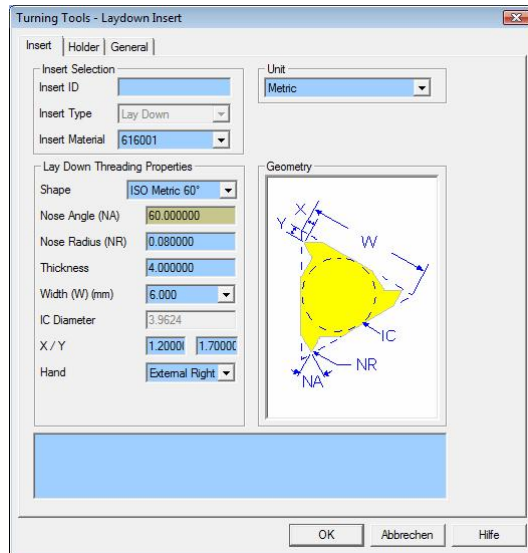 Turning Tools - Laydown Insert
Insert Holder General
Insert Selection
Insert ID
Insert Type Lay Down
Insert Material 616001
Unit
Metric
Lay Down Threading Properties
Shape ISO Metric 60°
Nose Angle (NA) 60.000000
Nose Radius (NR) 0.080000
Thickness 4.000000
Width (W) (mm) 6.000
IC Diameter 3.9624
X / Y 1.2000 1.7000
Hand External Right
Geometry
X
Y
W
IC
NR
NA
OK Abbrechen Hilfe